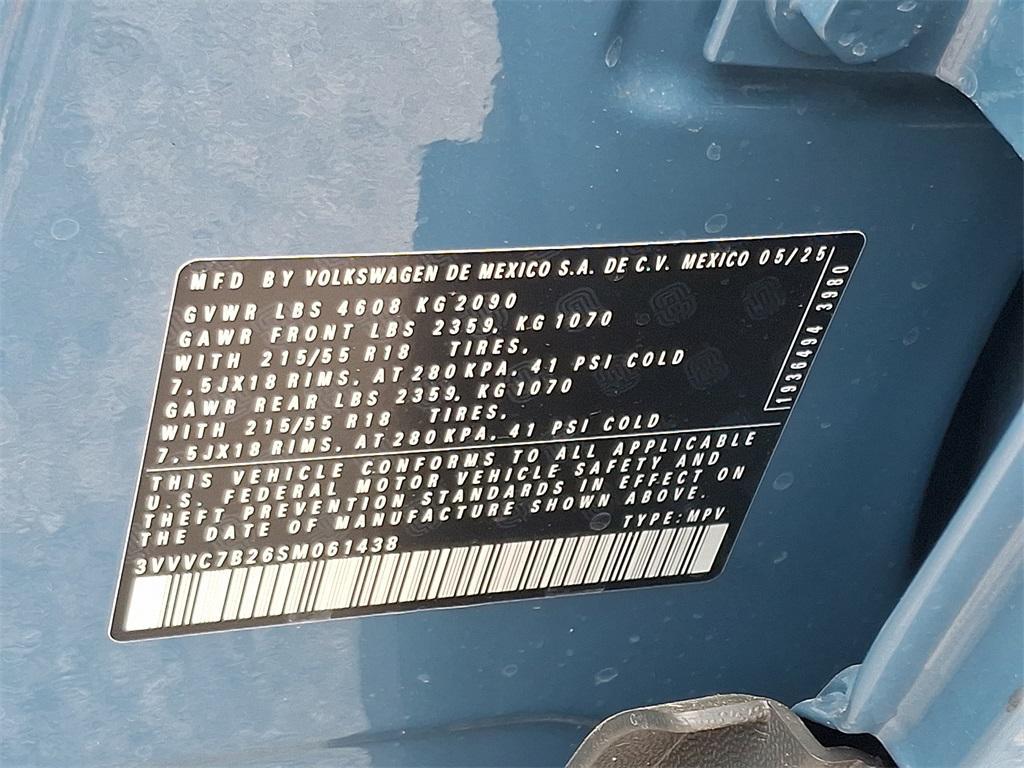 MFD BY VOLKSWAGEN DE MEXICO S.A. DE C.V. MEXICO 05/25
GVWR LBS 4608 KG 2090
GAWR FRONT LBS 2359, KG 1070
WITH 215/55 R18 TIRES,
7,5JX18 RIMS, AT 280 KPA, 41 PSI COLD
GAWR REAR LBS 2359, KG 1070
WITH 215/55 R18 TIRES,
7,5JX18 RIMS, AT 280 KPA, 41 PSI COLD
1936494 3980
THIS VEHICLE CONFORMS TO ALL APPLICABLE
U.S. FEDERAL MOTOR VEHICLE SAFETY AND
THEFT PREVENTION STANDARDS IN EFFECT ON
THE DATE OF MANUFACTURE SHOWN ABOVE.
TYPE: MPV
3VVVC7B26SM061438